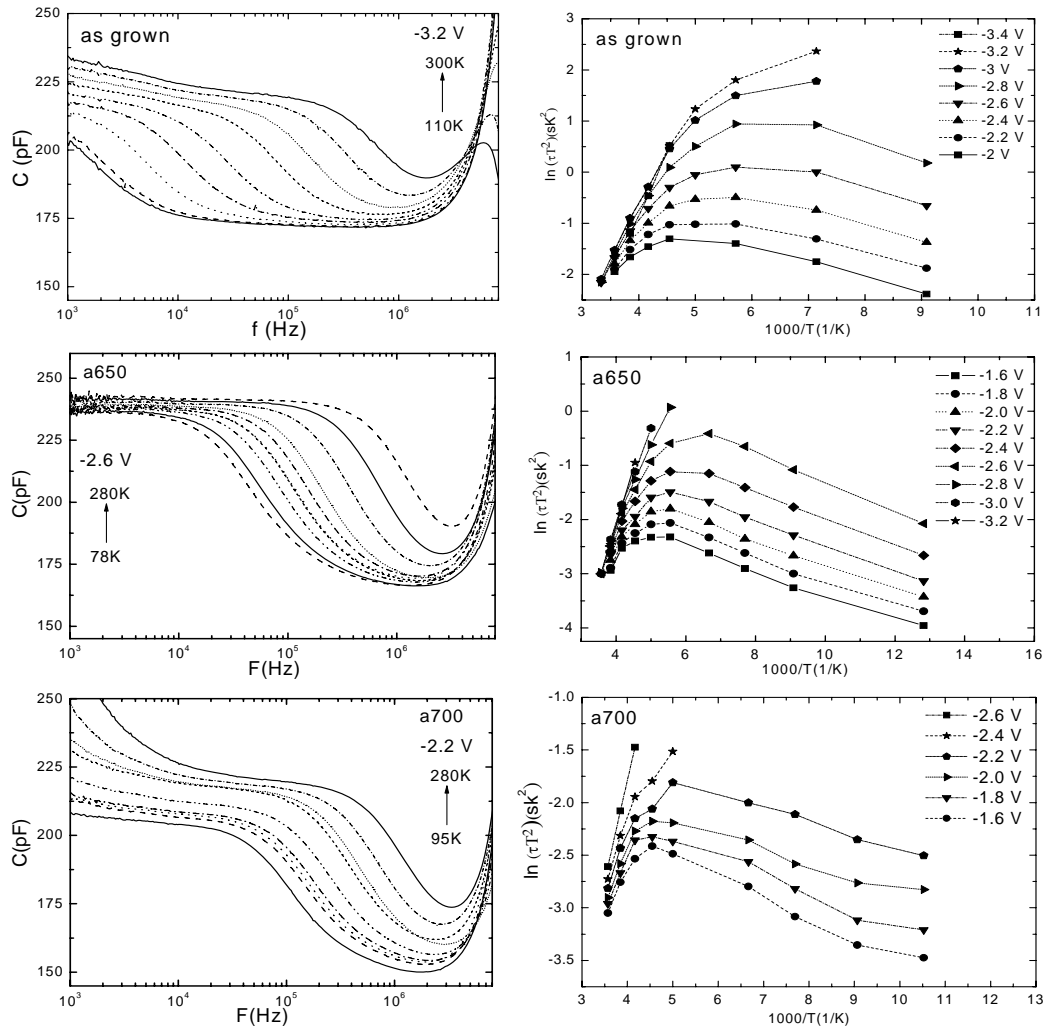 as grown
-3.2 V
300K
110K
250
225
200
175
150
C (pF)
10³ 10⁴ 10⁵ 10⁶
f (Hz)
as grown
-3.4 V
-3.2 V
-3 V
-2.8 V
-2.6 V
-2.4 V
-2.2 V
-2 V
3
2
1
0
-1
-2
ln (τT²)(sK²)
3 4 5 6 7 8 9 10 11
1000/T(1/K)
a650
-2.6 V
280K
78K
250
225
200
175
150
C(pF)
10³ 10⁴ 10⁵ 10⁶
F(Hz)
a650
-1.6 V
-1.8 V
-2.0 V
-2.2 V
-2.4 V
-2.6 V
-2.8 V
-3.0 V
-3.2 V
1
0
-1
-2
-3
-4
ln (τT²)(sk²)
4 6 8 10 12 14 16
1000/T(1/K)
a700
-2.2 V
280K
95K
250
225
200
175
150
C(pF)
10³ 10⁴ 10⁵ 10⁶
F(Hz)
a700
-2.6 V
-2.4 V
-2.2 V
-2.0 V
-1.8 V
-1.6 V
-1.0
-1.5
-2.0
-2.5
-3.0
-3.5
ln (τT²)(sk²)
3 4 5 6 7 8 9 10 11 12 13
1000/T(1/K)